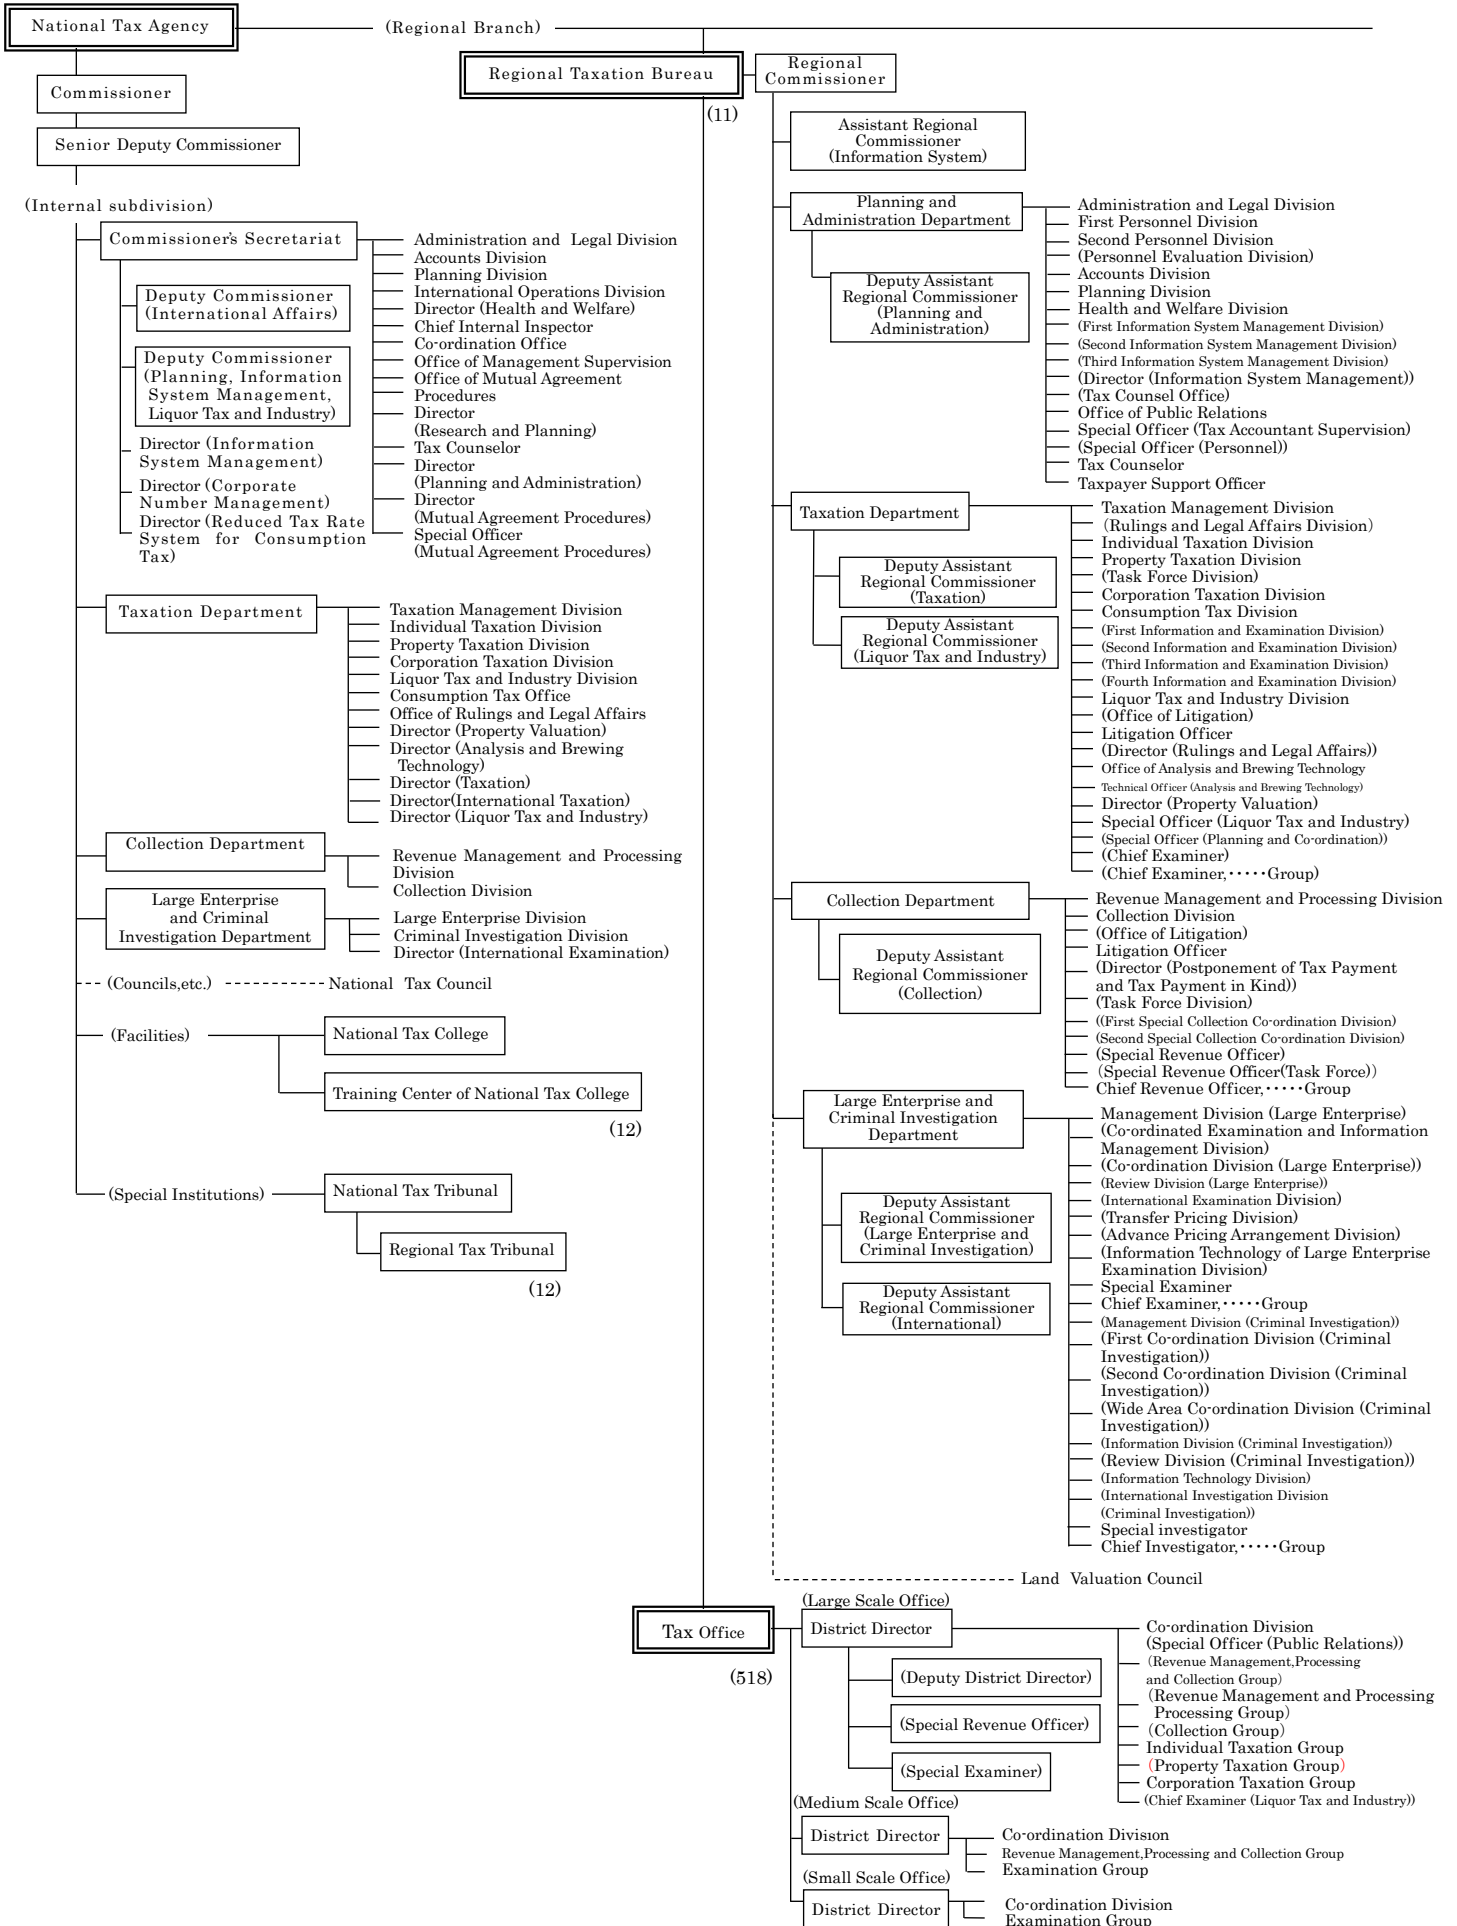 National Tax Agency
(Regional Branch)
Regional Taxation Bureau
(11)
Regional
Commissioner
Commissioner
Senior Deputy Commissioner
(Internal subdivision)
Commissioner's Secretariat
Deputy Commissioner
(International Affairs)
Deputy Commissioner
(Planning, Information
System Management,
Liquor Tax and Industry)
Director (Information
System Management)
Director (Corporate
Number Management)
Director (Reduced Tax Rate
System for Consumption
Tax)
Administration and Legal Division
Accounts Division
Planning Division
International Operations Division
Director (Health and Welfare)
Chief Internal Inspector
Co-ordination Office
Office of Management Supervision
Office of Mutual Agreement
Procedures
Director
(Research and Planning)
Tax Counselor
Director
(Planning and Administration)
Director
(Mutual Agreement Procedures)
Special Officer
(Mutual Agreement Procedures)
Taxation Department
Taxation Management Division
Individual Taxation Division
Property Taxation Division
Corporation Taxation Division
Liquor Tax and Industry Division
Consumption Tax Office
Office of Rulings and Legal Affairs
Director (Property Valuation)
Director (Analysis and Brewing
Technology)
Director (Taxation)
Director(International Taxation)
Director (Liquor Tax and Industry)
Collection Department
Revenue Management and Processing
Division
Collection Division
Large Enterprise
and Criminal
Investigation Department
Large Enterprise Division
Criminal Investigation Division
Director (International Examination)
(Councils,etc.)
National Tax Council
(Facilities)
National Tax College
Training Center of National Tax College
(12)
(Special Institutions)
National Tax Tribunal
Regional Tax Tribunal
(12)
Assistant Regional
Commissioner
(Information System)
Planning and
Administration Department
Deputy Assistant
Regional Commissioner
(Planning and
Administration)
Administration and Legal Division
First Personnel Division
Second Personnel Division
(Personnel Evaluation Division)
Accounts Division
Planning Division
Health and Welfare Division
(First Information System Management Division)
(Second Information System Management Division)
(Third Information System Management Division)
(Director (Information System Management))
(Tax Counsel Office)
Office of Public Relations
Special Officer (Tax Accountant Supervision)
(Special Officer (Personnel))
Tax Counselor
Taxpayer Support Officer
Taxation Department
Deputy Assistant
Regional Commissioner
(Taxation)
Deputy Assistant
Regional Commissioner
(Liquor Tax and Industry)
Taxation Management Division
(Rulings and Legal Affairs Division)
Individual Taxation Division
Property Taxation Division
(Task Force Division)
Corporation Taxation Division
Consumption Tax Division
(First Information and Examination Division)
(Second Information and Examination Division)
(Third Information and Examination Division)
(Fourth Information and Examination Division)
Liquor Tax and Industry Division
(Office of Litigation)
Litigation Officer
(Director (Rulings and Legal Affairs))
Office of Analysis and Brewing Technology
Technical Officer (Analysis and Brewing Technology)
Director (Property Valuation)
Special Officer (Liquor Tax and Industry)
(Special Officer (Planning and Co-ordination))
(Chief Examiner)
(Chief Examiner,・・・・・Group)
Collection Department
Deputy Assistant
Regional Commissioner
(Collection)
Revenue Management and Processing Division
Collection Division
(Office of Litigation)
Litigation Officer
(Director (Postponement of Tax Payment
and Tax Payment in Kind))
(Task Force Division)
((First Special Collection Co-ordination Division)
(Second Special Collection Co-ordination Division)
(Special Revenue Officer)
(Special Revenue Officer(Task Force))
Chief Revenue Officer,・・・・・Group
Large Enterprise and
Criminal Investigation
Department
Deputy Assistant
Regional Commissioner
(Large Enterprise and
Criminal Investigation)
Deputy Assistant
Regional Commissioner
(International)
Management Division (Large Enterprise)
(Co-ordinated Examination and Information
Management Division)
(Co-ordination Division (Large Enterprise))
(Review Division (Large Enterprise))
(International Examination Division)
(Transfer Pricing Division)
(Advance Pricing Arrangement Division)
(Information Technology of Large Enterprise
Examination Division)
Special Examiner
Chief Examiner,・・・・・Group
(Management Division (Criminal Investigation))
(First Co-ordination Division (Criminal
Investigation))
(Second Co-ordination Division (Criminal
Investigation))
(Wide Area Co-ordination Division (Criminal
Investigation))
(Information Division (Criminal Investigation))
(Review Division (Criminal Investigation))
(Information Technology Division)
(International Investigation Division
(Criminal Investigation))
Special investigator
Chief Investigator,・・・・・Group
Land Valuation Council
Tax Office
(518)
(Large Scale Office)
District Director
(Deputy District Director)
(Special Revenue Officer)
(Special Examiner)
Co-ordination Division
(Special Officer (Public Relations))
(Revenue Management,Processing
and Collection Group)
(Revenue Management and Processing
Processing Group)
(Collection Group)
Individual Taxation Group
(Property Taxation Group)
Corporation Taxation Group
(Chief Examiner (Liquor Tax and Industry))
(Medium Scale Office)
District Director
Co-ordination Division
Revenue Management,Processing and Collection Group
Examination Group
(Small Scale Office)
District Director
Co-ordination Division
Examination Group